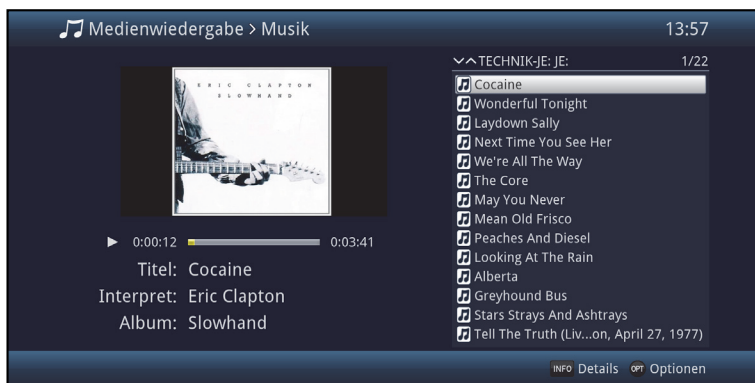 Medienwiedergabe > Musik
13:57
ERIC CLAPTON
SLOWHAND
0:00:12
0:03:41
Titel: Cocaine
Interpret: Eric Clapton
Album: Slowhand
TECHNIK-JE: JE:
1/22
Cocaine
Wonderful Tonight
Laydown Sally
Next Time You See Her
We're All The Way
The Core
May You Never
Mean Old Frisco
Peaches And Diesel
Looking At The Rain
Alberta
Greyhound Bus
Stars Strays And Ashtrays
Tell The Truth (Liv...on, April 27, 1977)
INFO Details OPT Optionen